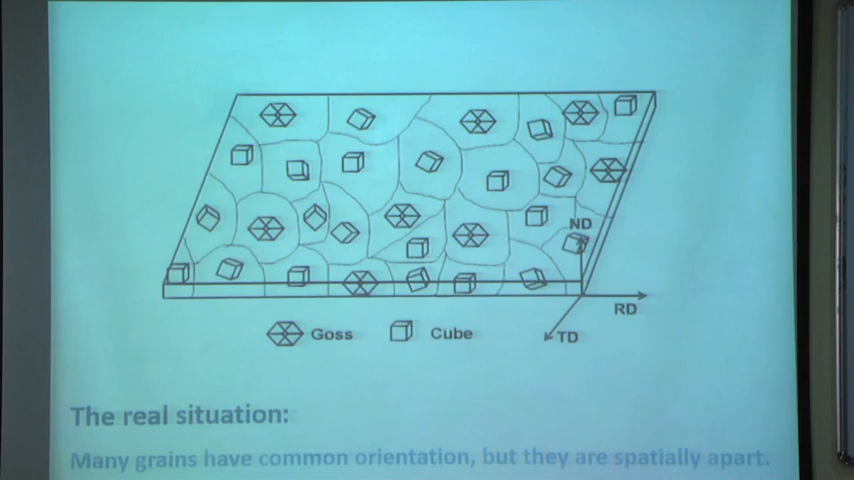 ND
RD
TD
Goss Cube
The real situation:
Many grains have common orientation, but they are spatially apart.